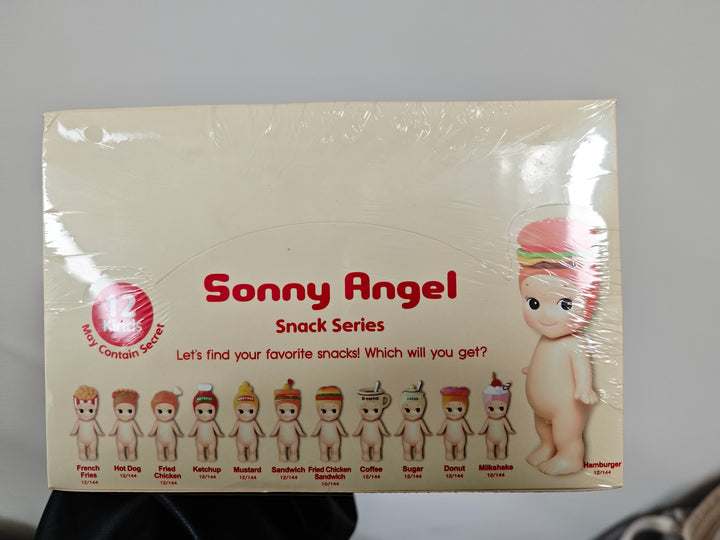 Sonny Angel
Snack Series
Let's find your favorite snacks! Which will you get?
12
Kinds
May Contain Secret
French Fries 12/144
Hot Dog 12/144
Fried Chicken 12/144
Ketchup 12/144
Mustard 12/144
Sandwich 12/144
Fried Chicken Sandwich 10/144
Coffee 12/144
Sugar 12/144
Donut 12/144
Milkshake 12/144
Hamburger 12/144